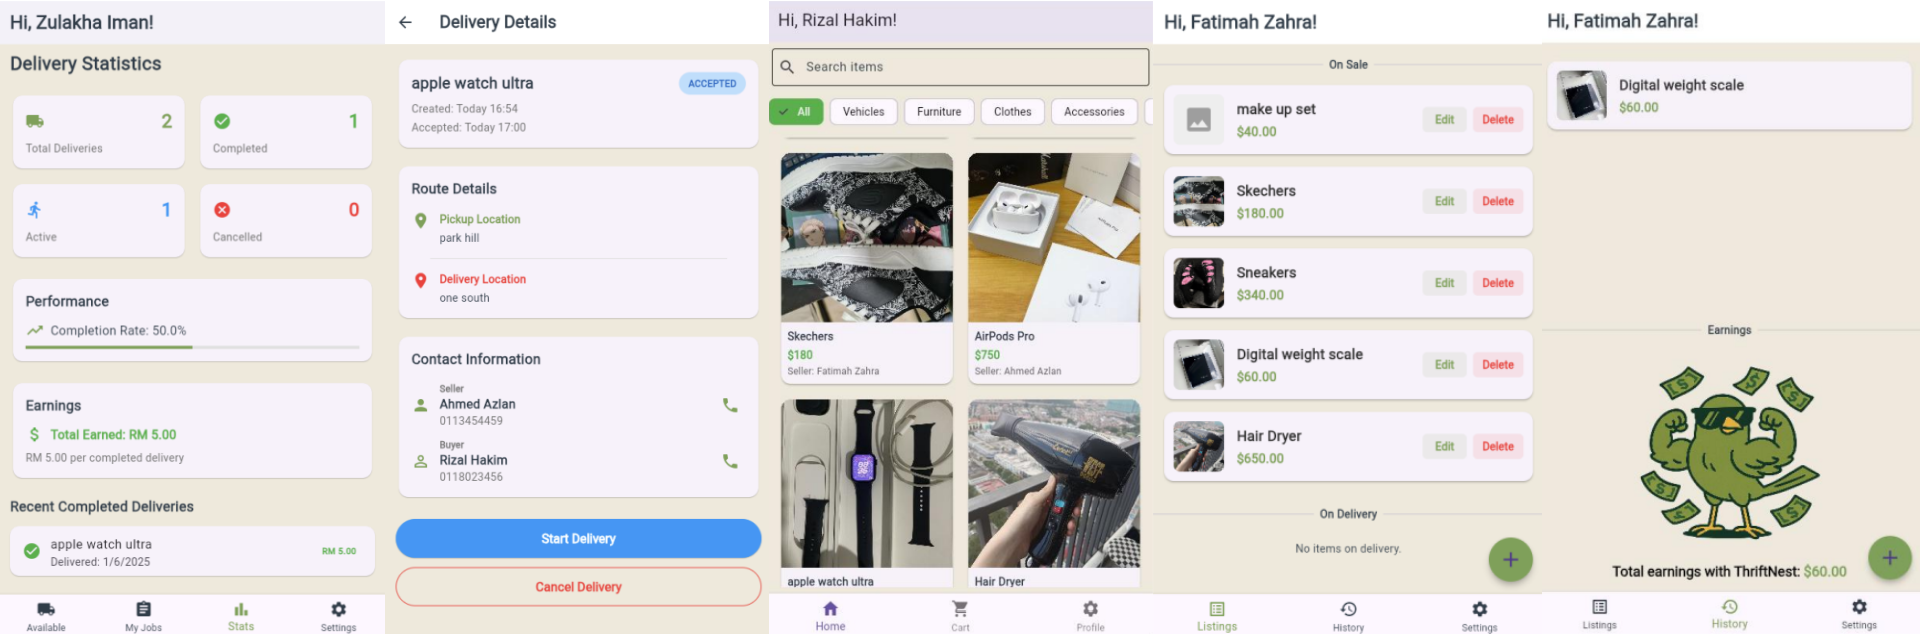 Hi, Zulakha Iman!
Delivery Statistics
2
Total Deliveries
1
Completed
1
Active
0
Cancelled
Performance
Completion Rate: 50.0%
Earnings
$ Total Earned: RM 5.00
RM 5.00 per completed delivery
Recent Completed Deliveries
apple watch ultra
Delivered: 1/6/2025
RM 5.00
Available
My Jobs
Stats
Settings
Delivery Details
apple watch ultra
ACCEPTED
Created: Today 16:54
Accepted: Today 17:00
Route Details
Pickup Location
park hill
Delivery Location
one south
Contact Information
Seller
Ahmed Azlan
0113454459
Buyer
Rizal Hakim
0118023456
Start Delivery
Cancel Delivery
Hi, Rizal Hakim!
Search items
All
Vehicles
Furniture
Clothes
Accessories
Skechers
$180
Seller: Fatimah Zahra
AirPods Pro
$750
Seller: Ahmed Azlan
apple watch ultra
Hair Dryer
Home
Cart
Profile
Hi, Fatimah Zahra!
On Sale
make up set
$40.00
Edit
Delete
Skechers
$180.00
Edit
Delete
Sneakers
$340.00
Edit
Delete
Digital weight scale
$60.00
Edit
Delete
Hair Dryer
$650.00
Edit
Delete
On Delivery
No items on delivery.
+
Listings
History
Settings
Hi, Fatimah Zahra!
Digital weight scale
$60.00
Earnings
Total earnings with ThriftNest: $60.00
+
Listings
History
Settings